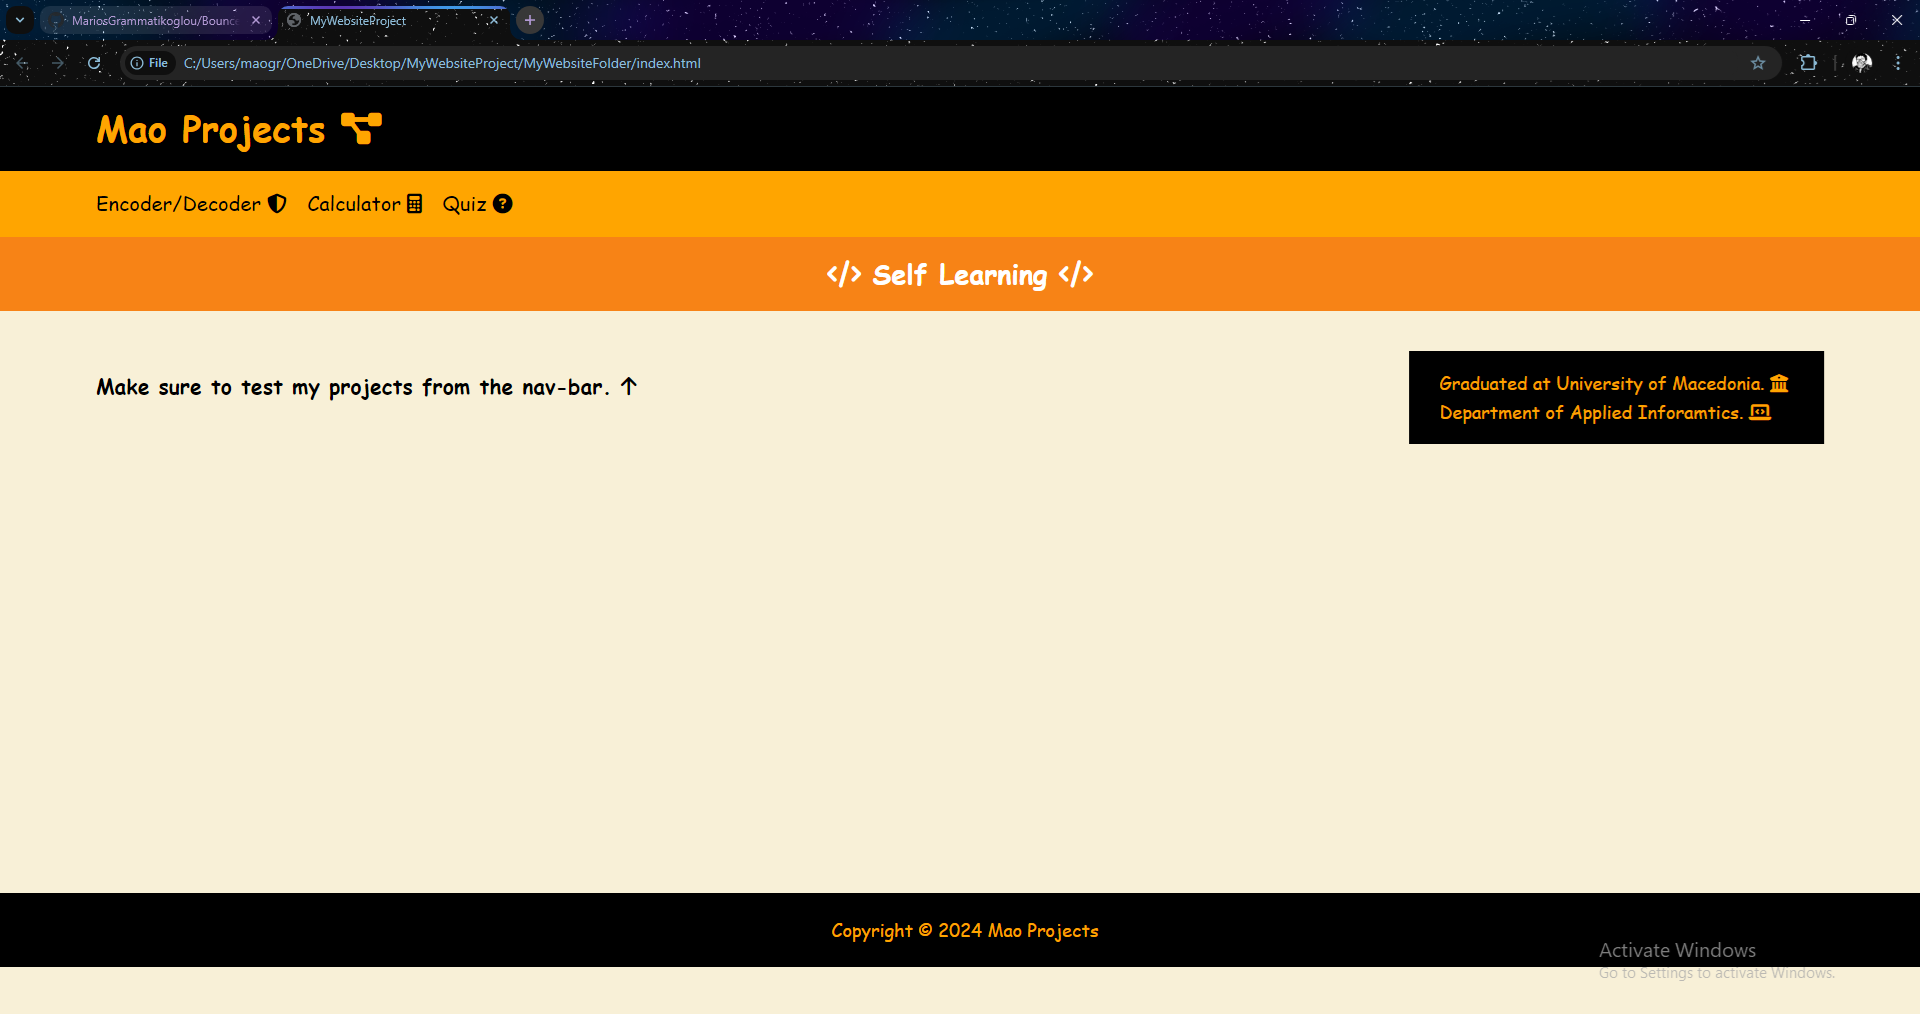 MariosGrammatikoglou/Bounce
MyWebsiteProject
File
C:/Users/maogr/OneDrive/Desktop/MyWebsiteProject/MyWebsiteFolder/index.html
Mao Projects
Encoder/Decoder Calculator Quiz
</> Self Learning </>
Make sure to test my projects from the nav-bar. ↑
Graduated at University of Macedonia.
Department of Applied Inforamtics.
Copyright © 2024 Mao Projects
Activate Windows
Go to Settings to activate Windows.